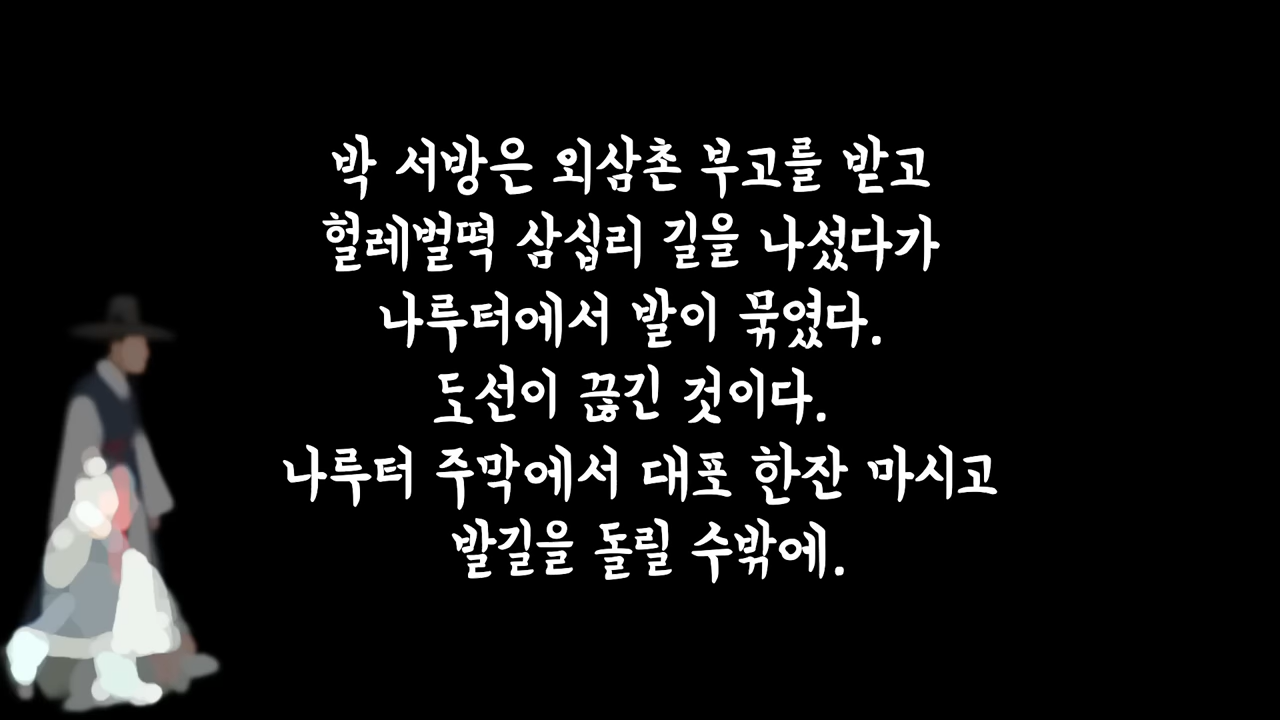 박 서방은 외삼촌 부고를 받고
헐레벌떡 삼십리 길을 나섰다가
나루터에서 발이 묶였다.
도선이 끊긴 것이다.
나루터 주막에서 대포 한잔 마시고
발길을 돌릴 수밖에.